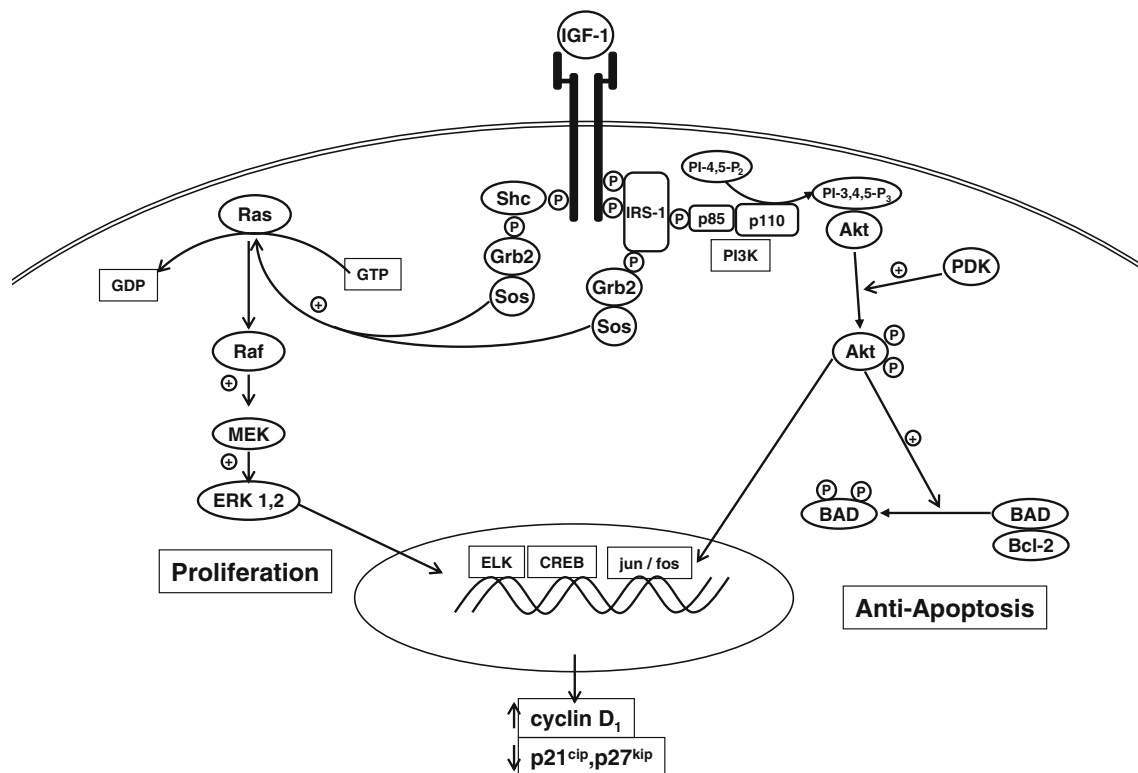 IGF-1
PI-4,5-P₂
Shc
P
P
P
IRS-1
P
p85
p110
PI-3,4,5-P₃
Ras
P
Akt
Grb2
P
PI3K
GDP
GTP
+
PDK
Sos
Grb2
+
Sos
Raf
Akt
P
P
+
MEK
+
+
ERK 1,2
P
P
BAD
BAD
Bcl-2
ELK
CREB
jun / fos
Proliferation
Anti-Apoptosis
↑ cyclin D₁
↓ p21ᶜⁱᵖ,p27ᵏⁱᵖ